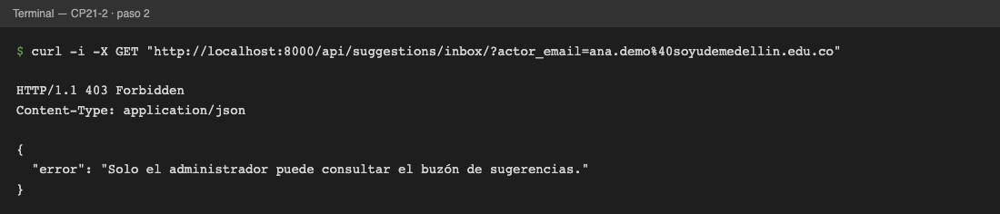 Terminal — CP21-2 · paso 2
$ curl -i -X GET "http://localhost:8000/api/suggestions/inbox/?actor_email=ana.demo%40soyudemedellin.edu.co"
HTTP/1.1 403 Forbidden
Content-Type: application/json
{
"error": "Solo el administrador puede consultar el buzón de sugerencias."
}